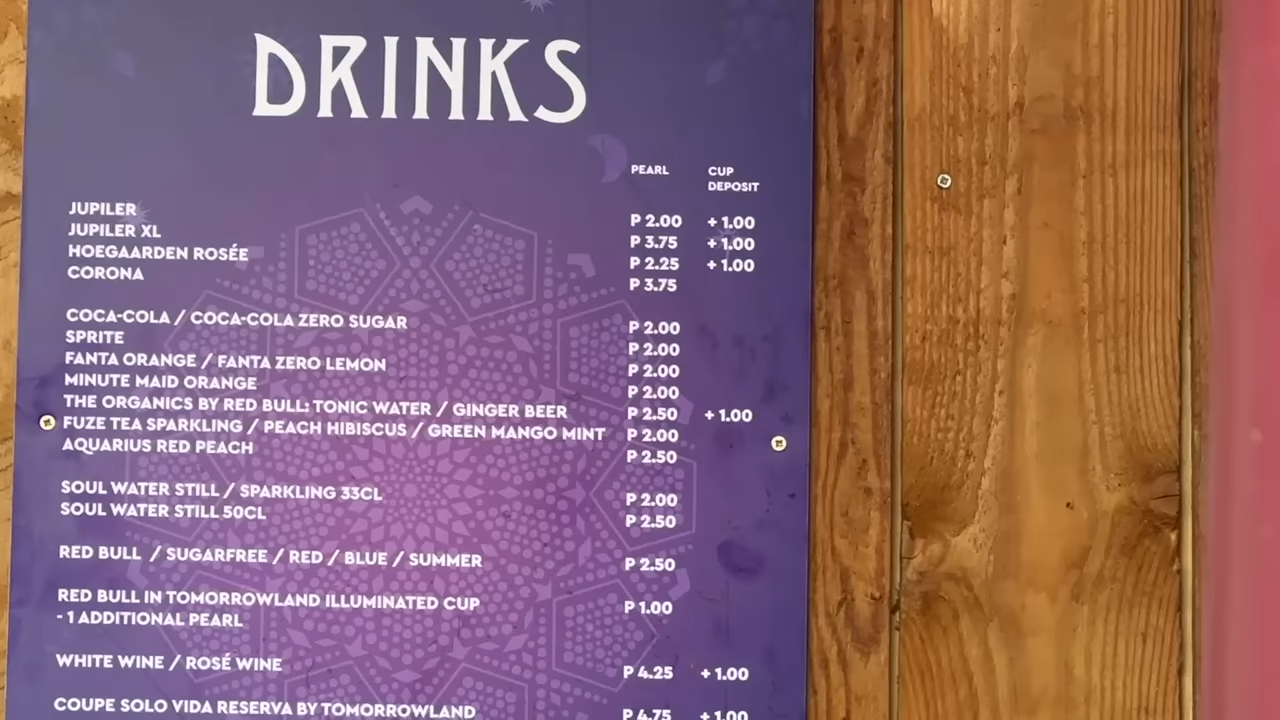 DRINKS
PEARL CUP DEPOSIT
JUPILER P 2.00 + 1.00
JUPILER XL P 3.75 + 1.00
HOEGAARDEN ROSÉE P 2.25 + 1.00
CORONA P 3.75
COCA-COLA / COCA-COLA ZERO SUGAR P 2.00
SPRITE P 2.00
FANTA ORANGE / FANTA ZERO LEMON P 2.00
MINUTE MAID ORANGE P 2.00
THE ORGANICS BY RED BULL: TONIC WATER / GINGER BEER P 2.50 + 1.00
FUZE TEA SPARKLING / PEACH HIBISCUS / GREEN MANGO MINT P 2.00
AQUARIUS RED PEACH P 2.50
SOUL WATER STILL / SPARKLING 33CL P 2.00
SOUL WATER STILL 50CL P 2.50
RED BULL / SUGARFREE / RED / BLUE / SUMMER P 2.50
RED BULL IN TOMORROWLAND ILLUMINATED CUP P 1.00
- 1 ADDITIONAL PEARL
WHITE WINE / ROSÉ WINE P 4.25 + 1.00
COUPE SOLO VIDA RESERVA BY TOMORROWLAND P 4.75 + 1.00